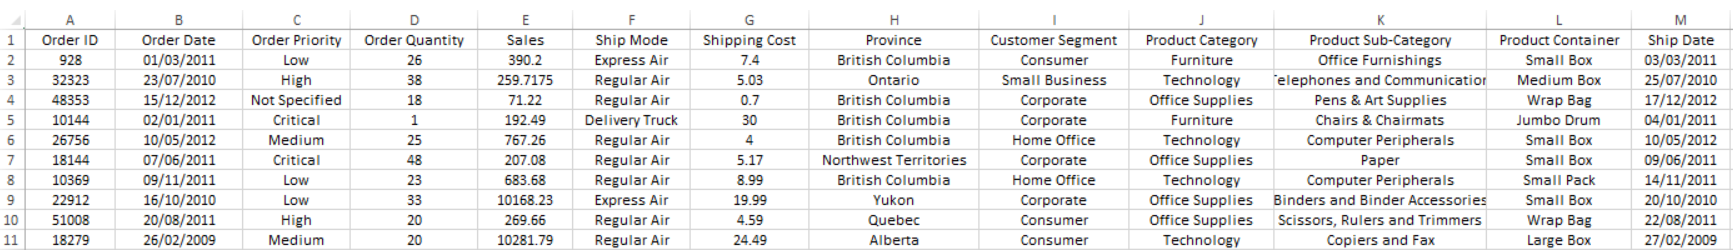 A B C D E F G H I J K L M
1 Order ID Order Date Order Priority Order Quantity Sales Ship Mode Shipping Cost Province Customer Segment Product Category Product Sub-Category Product Container Ship Date
2 928 01/03/2011 Low 26 390.2 Express Air 7.4 British Columbia Consumer Furniture Office Furnishings Small Box 03/03/2011
3 32323 23/07/2010 High 38 259.7175 Regular Air 5.03 Ontario Small Business Technology elephones and Communication Medium Box 25/07/2010
4 48353 15/12/2012 Not Specified 18 71.22 Regular Air 0.7 British Columbia Corporate Office Supplies Pens & Art Supplies Wrap Bag 17/12/2012
5 10144 02/01/2011 Critical 1 192.49 Delivery Truck 30 British Columbia Corporate Furniture Chairs & Chairmats Jumbo Drum 04/01/2011
6 26756 10/05/2012 Medium 25 767.26 Regular Air 4 British Columbia Home Office Technology Computer Peripherals Small Box 10/05/2012
7 18144 07/06/2011 Critical 48 207.08 Regular Air 5.17 Northwest Territories Corporate Office Supplies Paper Small Box 09/06/2011
8 10369 09/11/2011 Low 23 683.68 Regular Air 8.99 British Columbia Home Office Technology Computer Peripherals Small Pack 14/11/2011
9 22912 16/10/2010 Low 33 10168.23 Express Air 19.99 Yukon Corporate Office Supplies Binders and Binder Accessories Small Box 20/10/2010
10 51008 20/08/2011 High 20 269.66 Regular Air 4.59 Quebec Consumer Office Supplies Scissors, Rulers and Trimmers Wrap Bag 22/08/2011
11 18279 26/02/2009 Medium 20 10281.79 Regular Air 24.49 Alberta Consumer Technology Copiers and Fax Large Box 27/02/2009